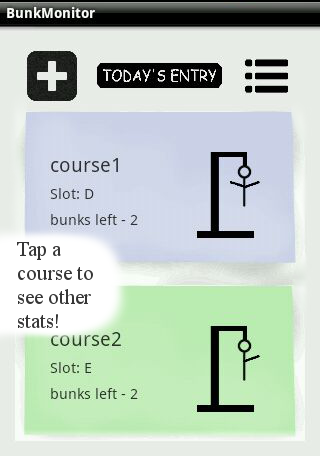 BunkMonitor
TODAY'S ENTRY
course1
Slot: D
bunks left - 2
Tap a
course to
see other
stats!
course2
Slot: E
bunks left - 2